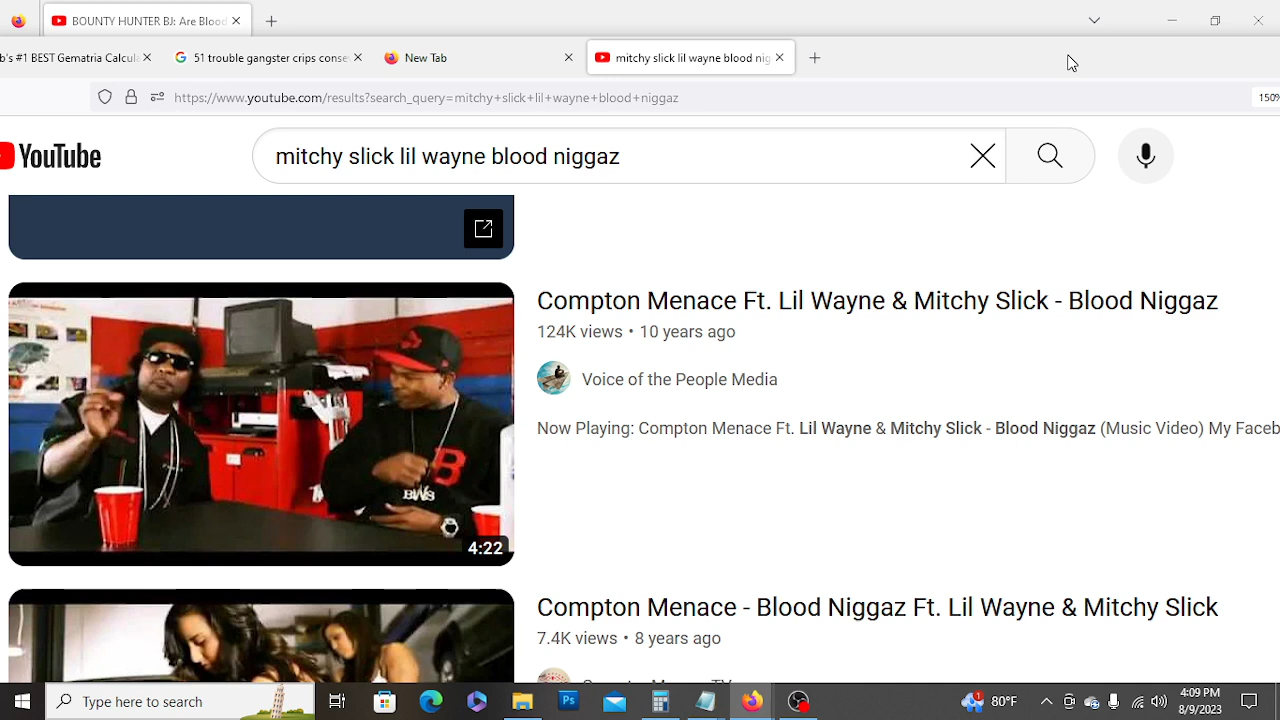 BOUNTY HUNTER BJ: Are Blood
b's #1 BEST Gematria Calcula
51 trouble gangster crips conse
New Tab
mitchy slick lil wayne blood nig
https://www.youtube.com/results?search_query=mitchy+slick+lil+wayne+blood+niggaz
150%
YouTube
mitchy slick lil wayne blood niggaz
Compton Menace Ft. Lil Wayne & Mitchy Slick - Blood Niggaz
124K views • 10 years ago
Voice of the People Media
Now Playing: Compton Menace Ft. Lil Wayne & Mitchy Slick - Blood Niggaz (Music Video) My Faceb
B
BWS
4:22
Compton Menace - Blood Niggaz Ft. Lil Wayne & Mitchy Slick
7.4K views • 8 years ago
Type here to search
Ps
1
80°F
4:09 PM
8/9/2023